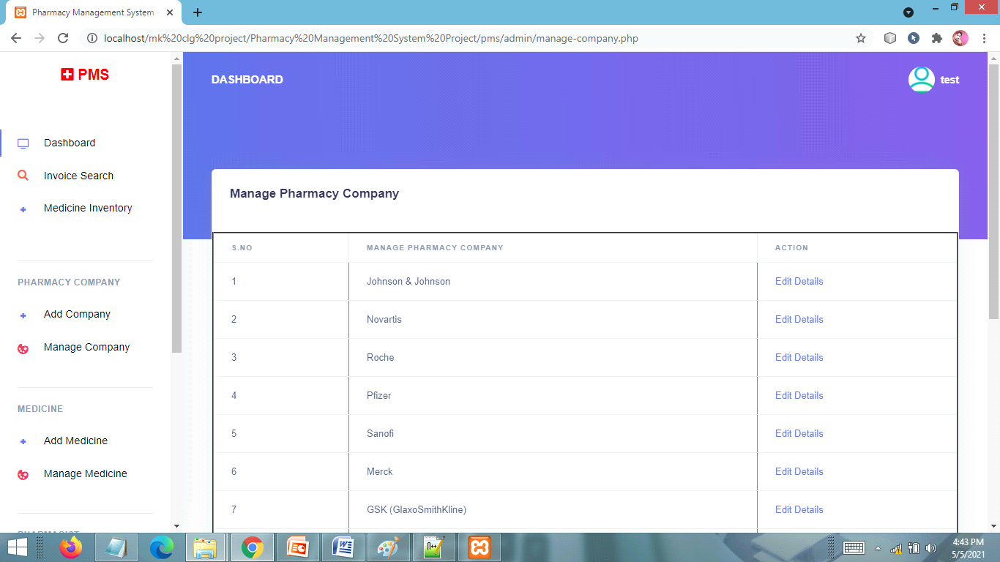 Pharmacy Management System -
localhost/mk%20clg%20project/Pharmacy%20Management%20System%20Project/pms/admin/manage-company.php
PMS
DASHBOARD
test
Dashboard
Invoice Search
Medicine Inventory
PHARMACY COMPANY
Add Company
Manage Company
MEDICINE
Add Medicine
Manage Medicine
Manage Pharmacy Company
S.NO MANAGE PHARMACY COMPANY ACTION
1 Johnson & Johnson Edit Details
2 Novartis Edit Details
3 Roche Edit Details
4 Pfizer Edit Details
5 Sanofi Edit Details
6 Merck Edit Details
7 GSK (GlaxoSmithKline) Edit Details
4:43 PM
5/5/2021